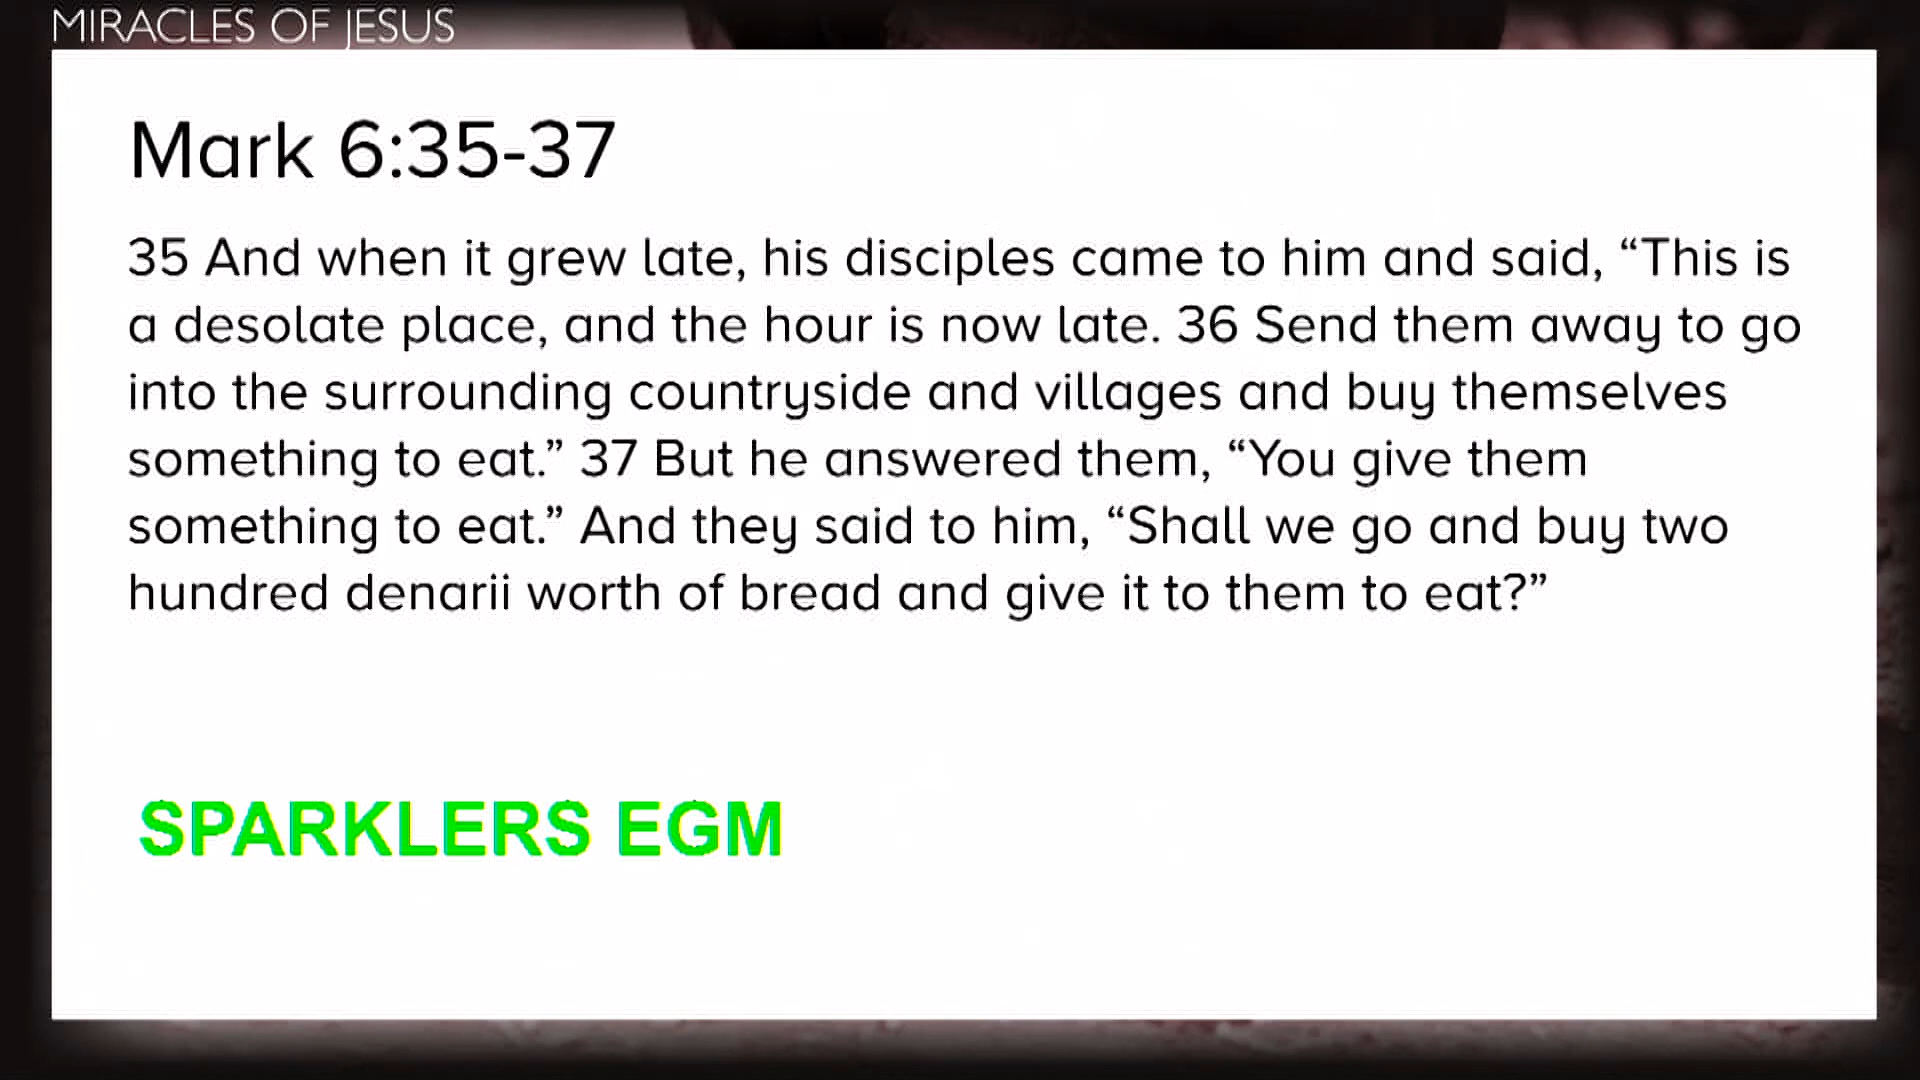 MIRACLES OF JESUS
Mark 6:35-37
35 And when it grew late, his disciples came to him and said, “This is
a desolate place, and the hour is now late. 36 Send them away to go
into the surrounding countryside and villages and buy themselves
something to eat.” 37 But he answered them, “You give them
something to eat.” And they said to him, “Shall we go and buy two
hundred denarii worth of bread and give it to them to eat?”
SPARKLERS EGM